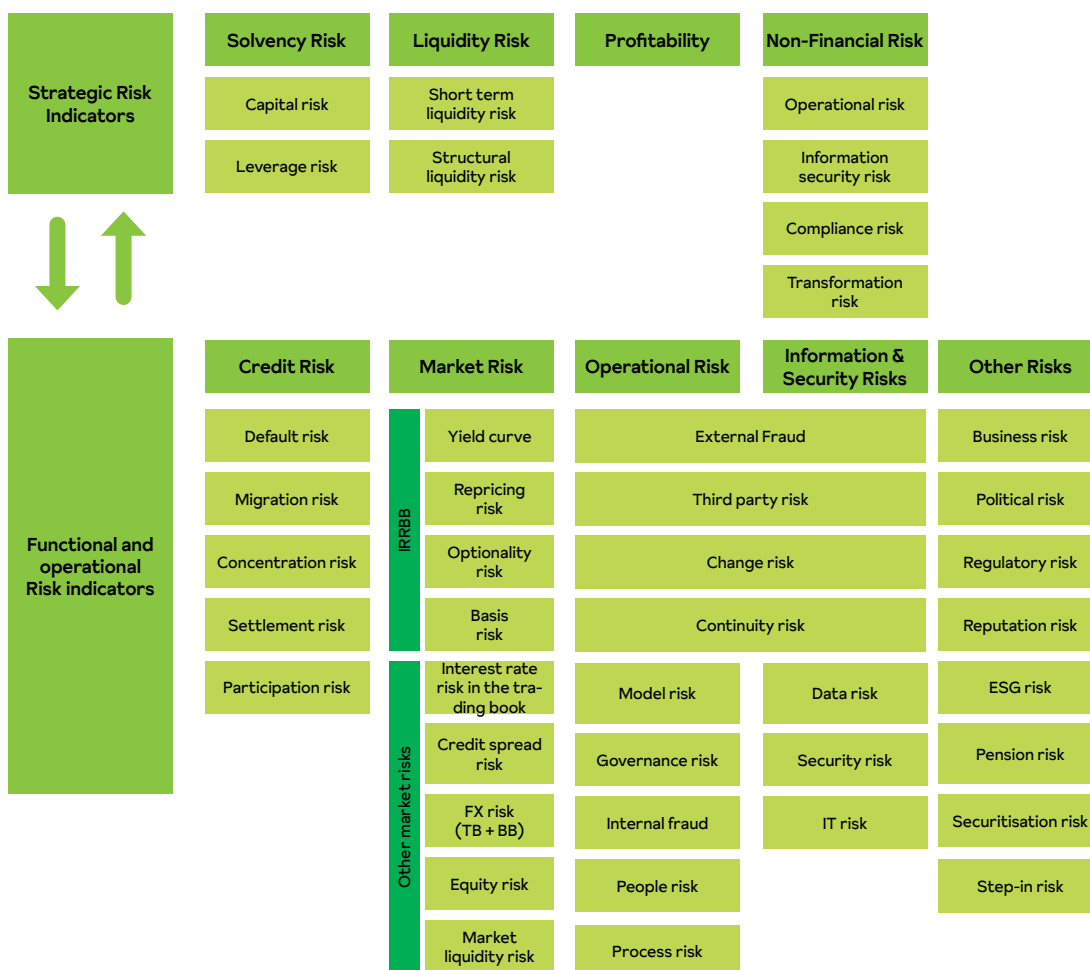 Solvency Risk
Liquidity Risk
Profitability
Non-Financial Risk
Strategic Risk
Indicators
Capital risk
Short term
liquidity risk
Operational risk
Leverage risk
Structural
liquidity risk
Information
security risk
Compliance risk
Transformation
risk
Functional and
operational
Risk indicators
Credit Risk
Market Risk
Operational Risk
Information &
Security Risks
Other Risks
Default risk
Migration risk
Concentration risk
Settlement risk
Participation risk
IRRBB
Yield curve
Repricing
risk
Optionality
risk
Basis
risk
Other market risks
Interest rate
risk in the tra-
ding book
Credit spread
risk
FX risk
(TB + BB)
Equity risk
Market
liquidity risk
External Fraud
Third party risk
Change risk
Continuity risk
Model risk
Governance risk
Internal fraud
People risk
Process risk
Data risk
Security risk
IT risk
Business risk
Political risk
Regulatory risk
Reputation risk
ESG risk
Pension risk
Securitisation risk
Step-in risk